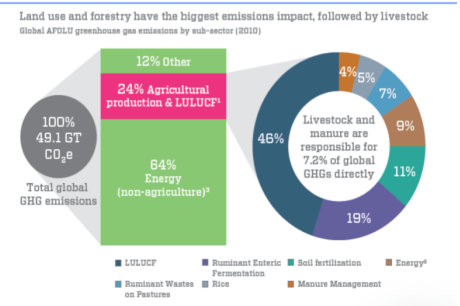 Land use and forestry have the biggest emissions impact, followed by livestock
Global AFOLU greenhouse gas emissions by sub-sector (2010)
100%
49.1 GT
CO₂e
Total global
GHG emissions
12% Other
24% Agricultural
production & LULUCF¹
64%
Energy
(non-agriculture)³
4%
5%
7%
9%
11%
19%
46%
Livestock and
manure are
responsible for
7.2% of global
GHGs directly
LULUCF
Ruminant Enteric
Fermentation
Soil fertilization
Energy²
Ruminant Wastes
on Pastures
Rice
Manure Management